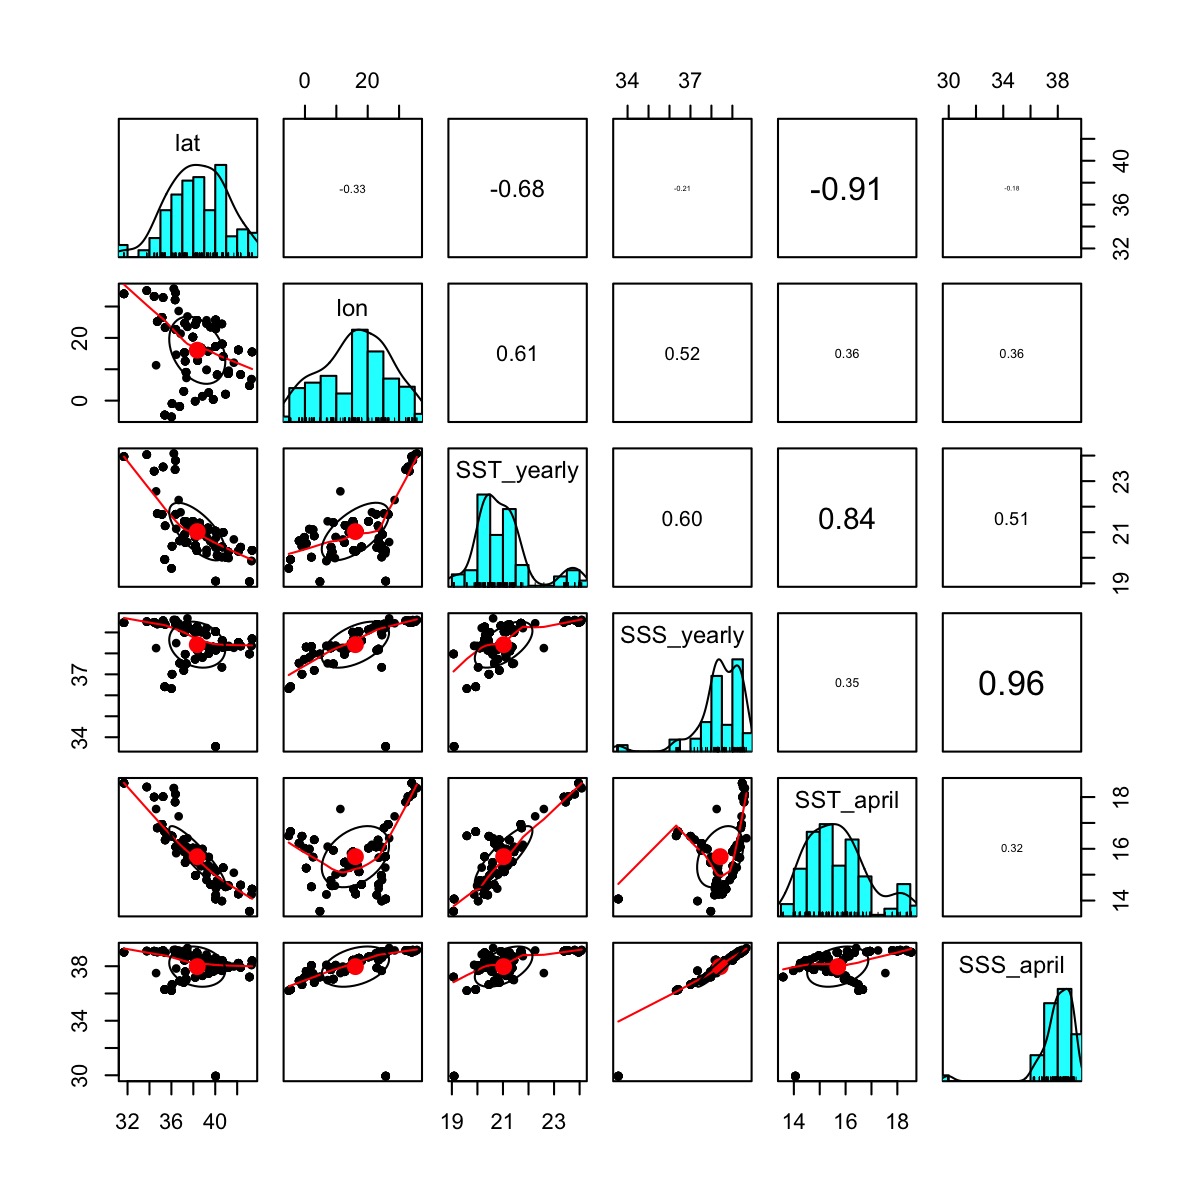 0 20 34 37 30 34 38
lat
-0.33 -0.68 -0.21 -0.91 -0.18
32 36 40
0 20
lon
0.61 0.52 0.36 0.36
SST_yearly
0.60 0.84 0.51
19 21 23
34 37
SSS_yearly
0.35 0.96
SST_april
0.32
14 16 18
30 34 38
SSS_april
32 36 40 19 21 23 14 16 18